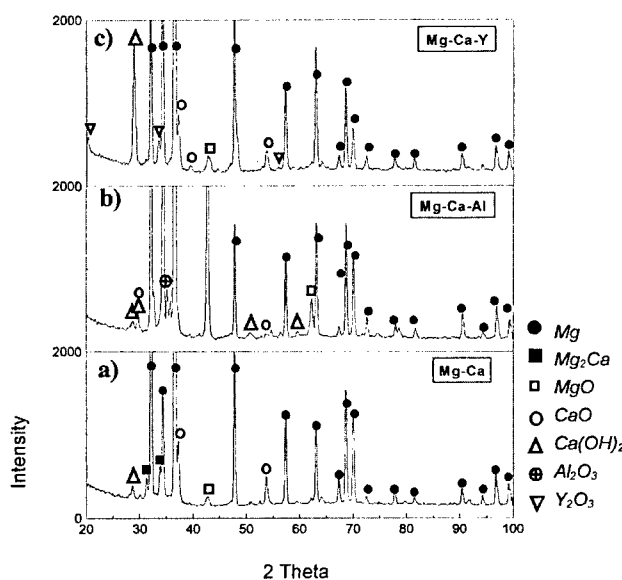 2000
c)
Mg-Ca-Y
2000
b)
Mg-Ca-Al
2000
a)
Mg-Ca
0
20 30 40 50 60 70 80 90 100
Intensity
2 Theta
Mg
Mg₂Ca
MgO
CaO
Ca(OH)₂
Al₂O₃
Y₂O₃